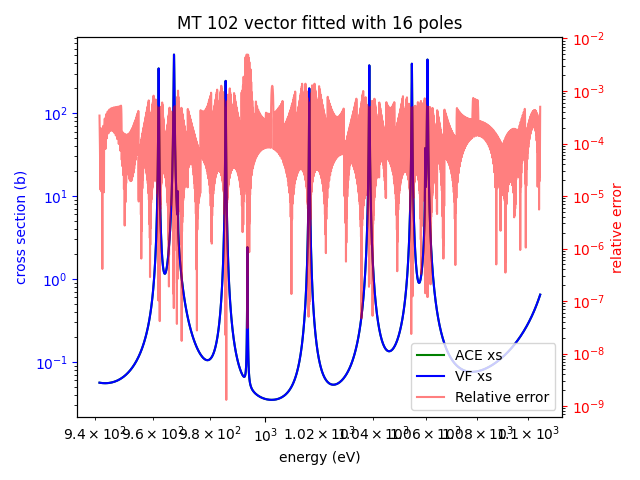 MT 102 vector fitted with 16 poles
10⁻²
10⁻³
10²
10⁻⁴
10¹
10⁻⁵
cross section (b)
relative error
10⁻⁶
10⁰
10⁻⁷
10⁻⁸
10⁻¹
10⁻⁹
ACE xs
VF xs
Relative error
9.4 × 10² 9.6 × 10² 9.8 × 10² 10³ 1.02 × 10³ 1.04 × 10³ 1.06 × 10³ 1.08 × 10³ 1.1 × 10³
energy (eV)